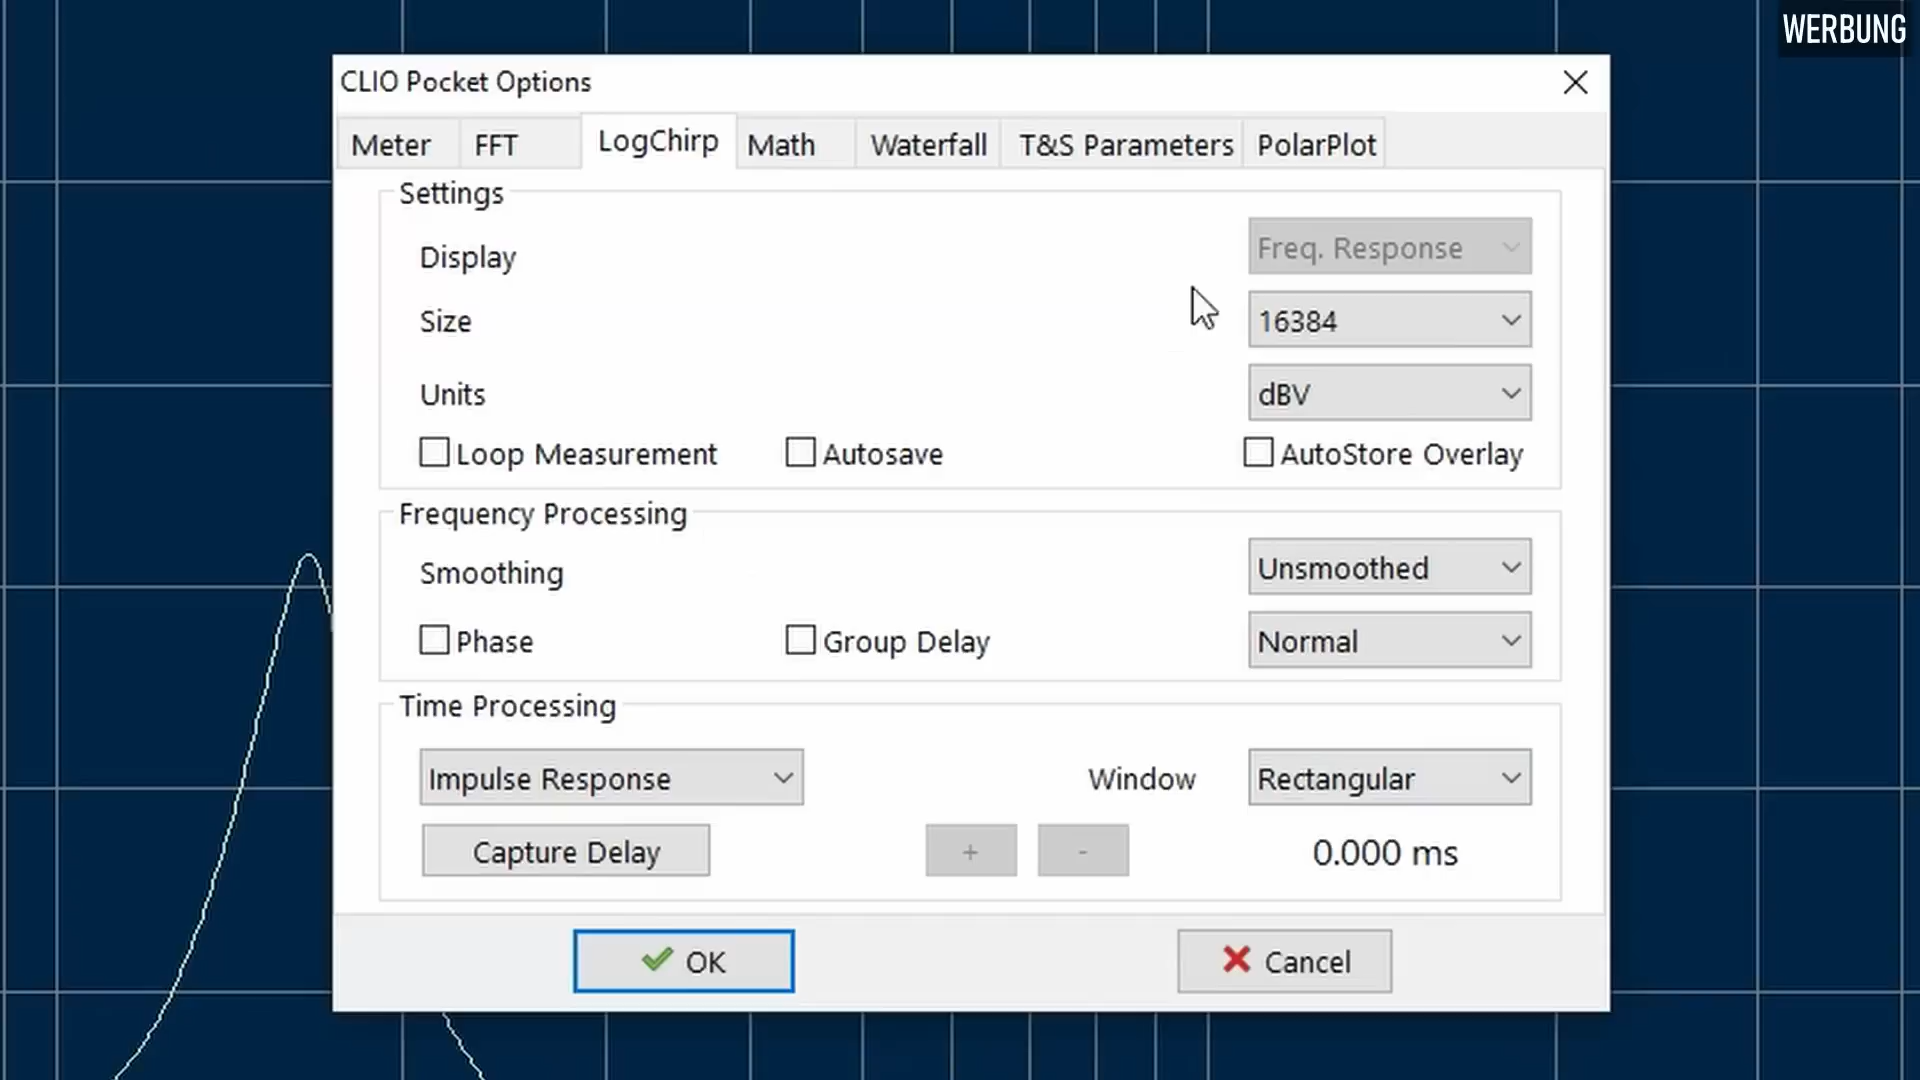 WERBUNG
CLIO Pocket Options
Meter FFT LogChirp Math Waterfall T&S Parameters PolarPlot
Settings
Display Freq. Response
Size 16384
Units dBV
Loop Measurement Autosave AutoStore Overlay
Frequency Processing
Smoothing Unsmoothed
Phase Group Delay Normal
Time Processing
Impulse Response Window Rectangular
Capture Delay + - 0.000 ms
OK Cancel